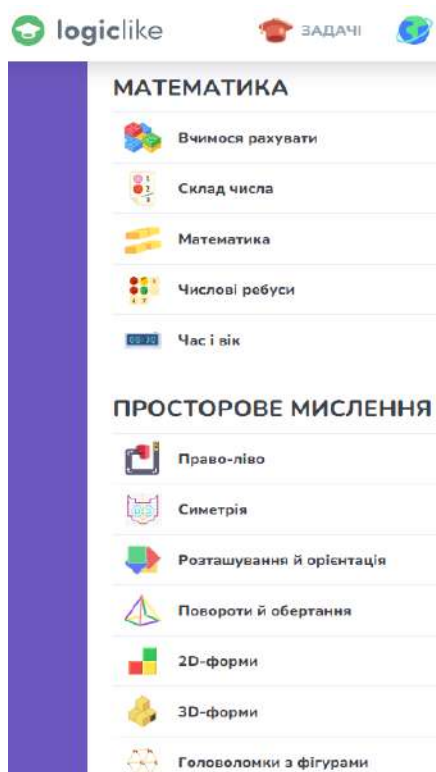 logiclike
ЗАДАЧІ
МАТЕМАТИКА
Вчимося рахувати
Склад числа
Математика
Числові ребуси
Час і вік
ПРОСТОРОВЕ МИСЛЕННЯ
Право-ліво
Симетрія
Розташування й орієнтація
Повороти й обертання
2D-форми
3D-форми
Головоломки з фігурами